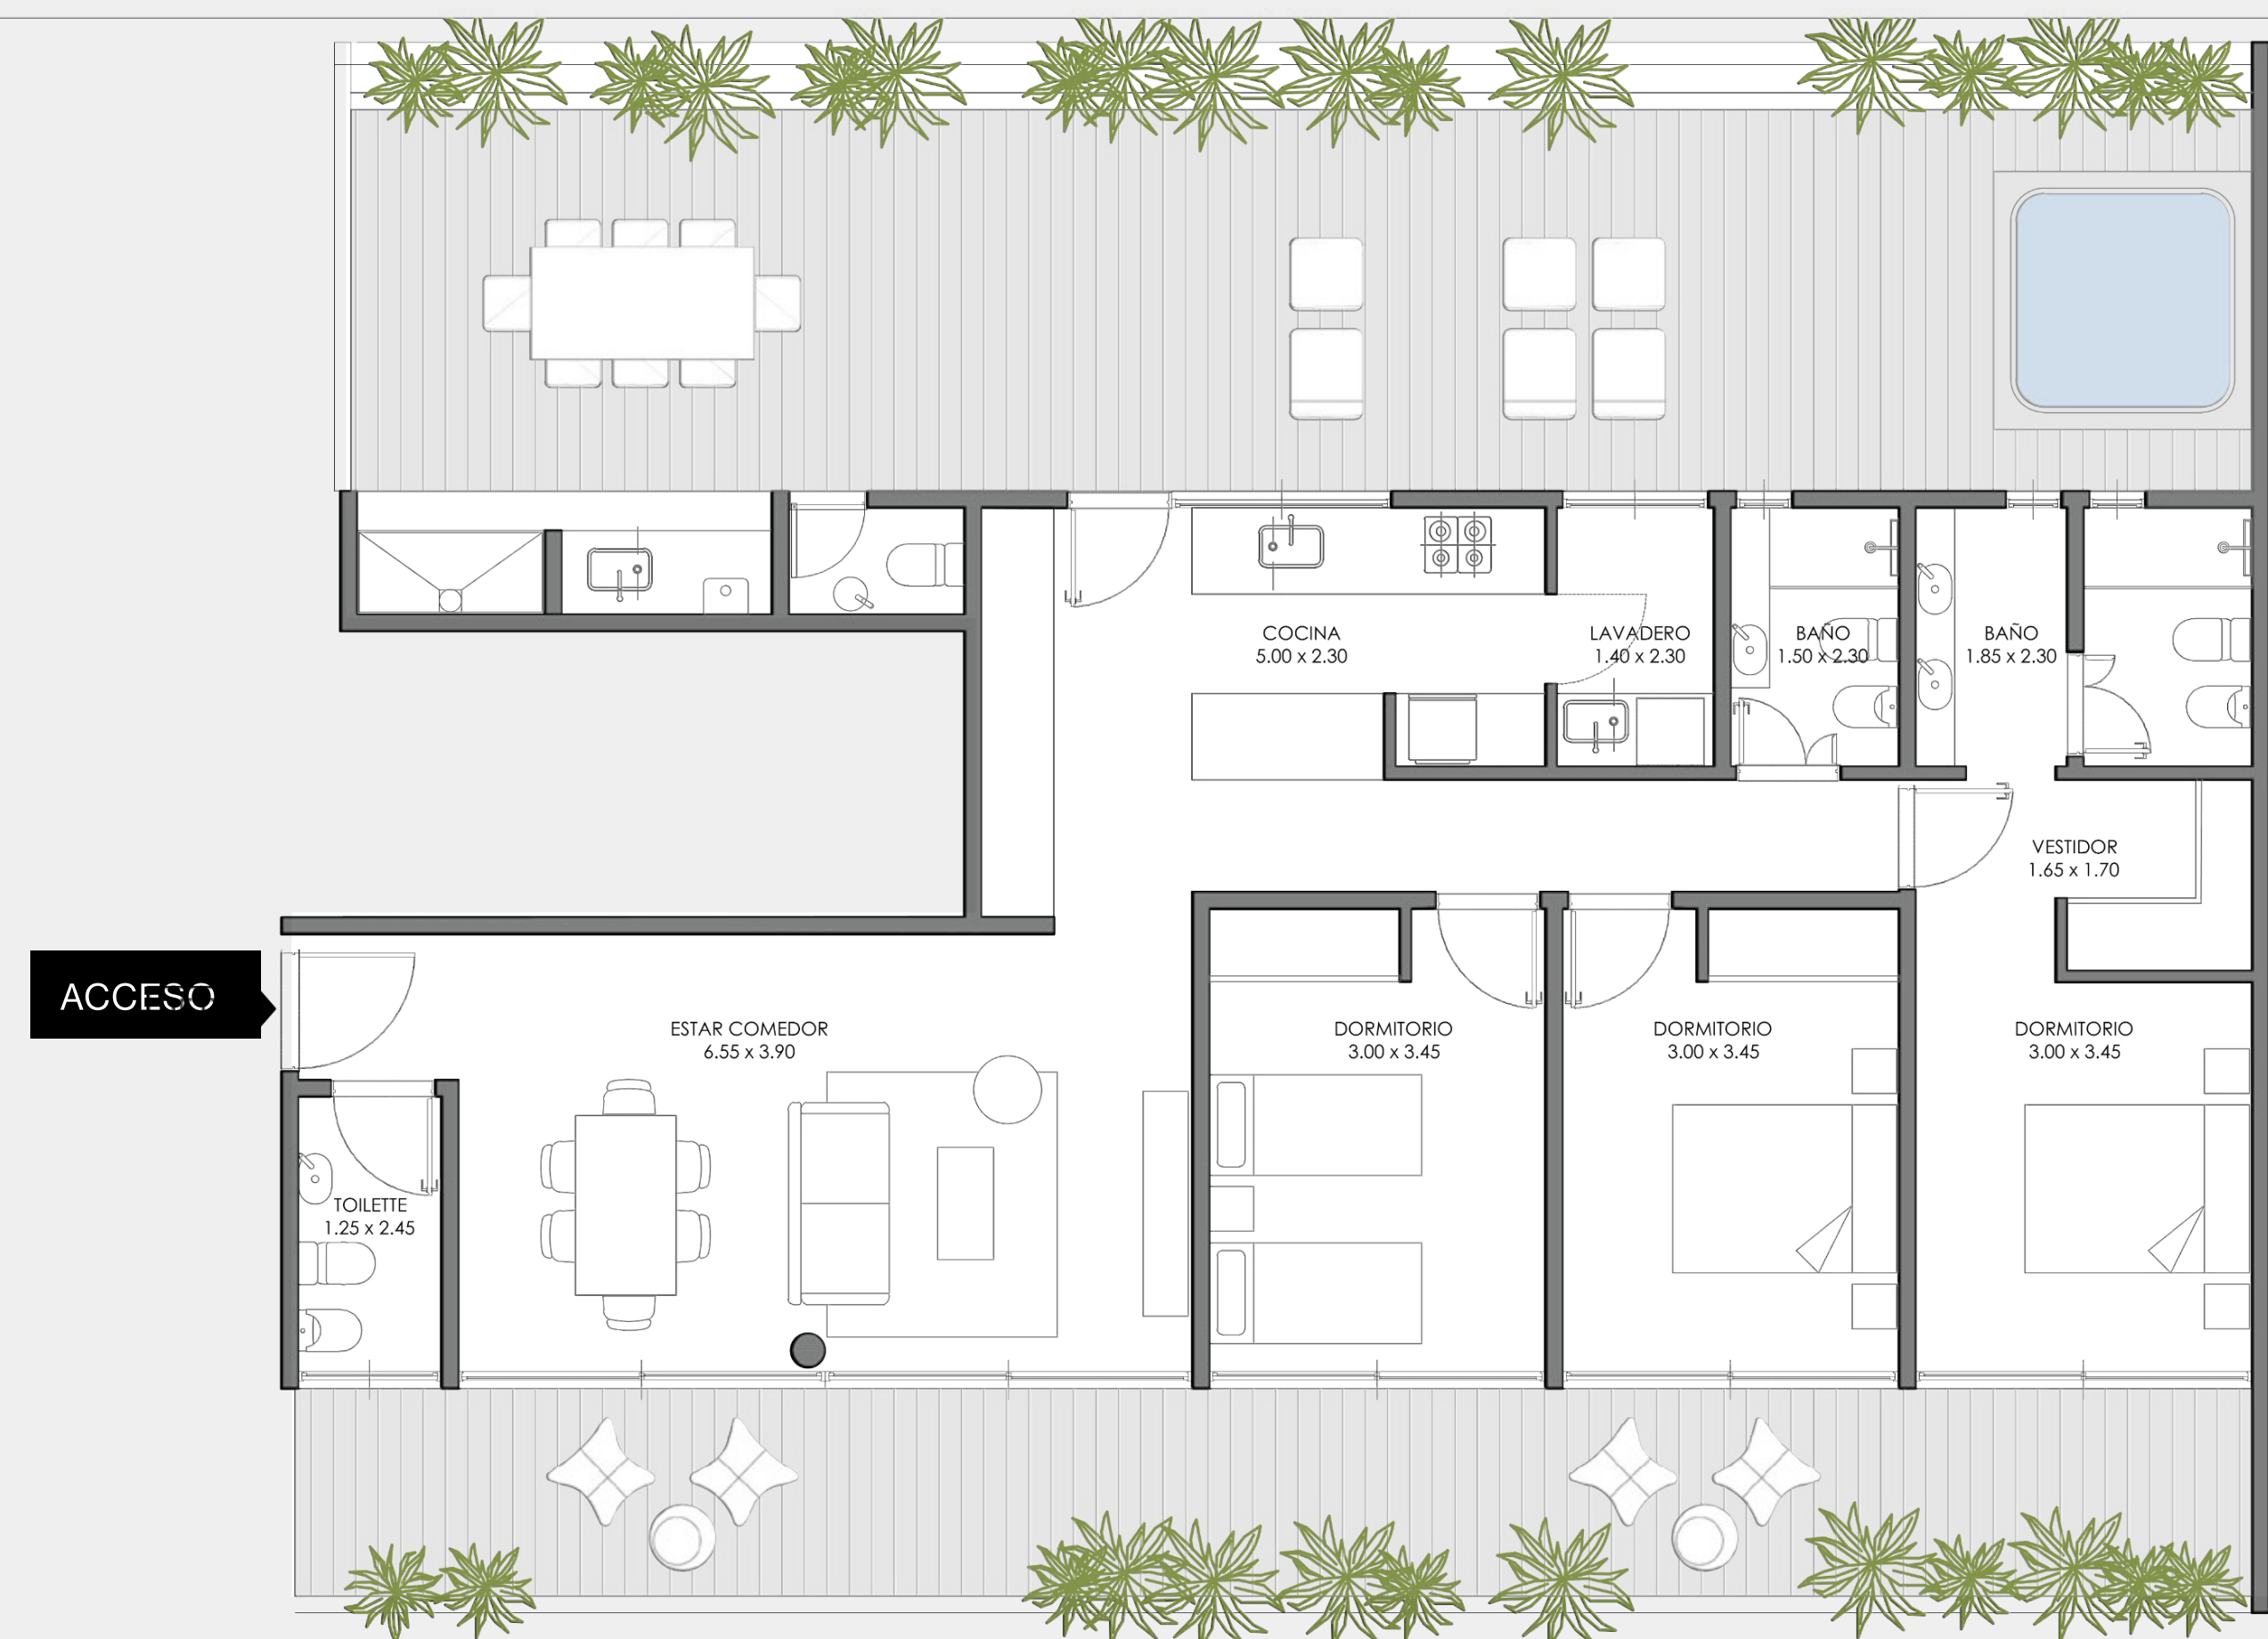 COCINA
5.00 x 2.30
LAVADERO
1.40 x 2.30
BAÑO
1.50 x 2.30
BAÑO
1.85 x 2.30
VESTIDOR
1.65 x 1.70
ACCESO
ESTAR COMEDOR
6.55 x 3.90
DORMITORIO
3.00 x 3.45
DORMITORIO
3.00 x 3.45
DORMITORIO
3.00 x 3.45
TOILETTE
1.25 x 2.45